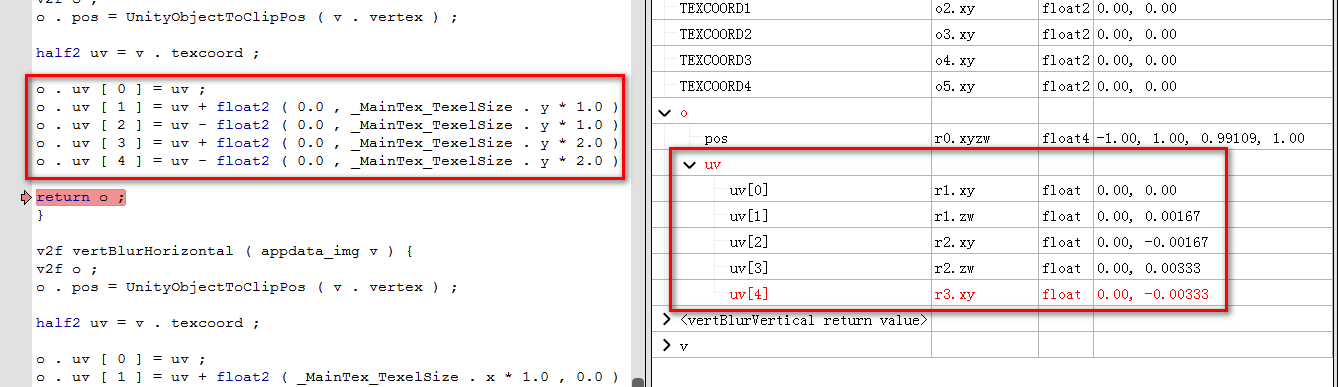 v2f o ;
o . pos = UnityObjectToClipPos ( v . vertex ) ;
half2 uv = v . texcoord ;
o . uv [ 0 ] = uv ;
o . uv [ 1 ] = uv + float2 ( 0.0 , _MainTex_TexelSize . y * 1.0 )
o . uv [ 2 ] = uv - float2 ( 0.0 , _MainTex_TexelSize . y * 1.0 )
o . uv [ 3 ] = uv + float2 ( 0.0 , _MainTex_TexelSize . y * 2.0 )
o . uv [ 4 ] = uv - float2 ( 0.0 , _MainTex_TexelSize . y * 2.0 )
return o ;
}
v2f vertBlurHorizontal ( appdata_img v ) {
v2f o ;
o . pos = UnityObjectToClipPos ( v . vertex ) ;
half2 uv = v . texcoord ;
o . uv [ 0 ] = uv ;
o . uv [ 1 ] = uv + float2 ( _MainTex_TexelSize . x * 1.0 , 0.0 )
TEXCOORD1 o2.xy float2 0.00, 0.00
TEXCOORD2 o3.xy float2 0.00, 0.00
TEXCOORD3 o4.xy float2 0.00, 0.00
TEXCOORD4 o5.xy float2 0.00, 0.00
o
pos r0.xyzw float4 -1.00, 1.00, 0.99109, 1.00
uv
uv[0] r1.xy float 0.00, 0.00
uv[1] r1.zw float 0.00, 0.00167
uv[2] r2.xy float 0.00, -0.00167
uv[3] r2.zw float 0.00, 0.00333
uv[4] r3.xy float 0.00, -0.00333
<vertBlurVertical return value>
v